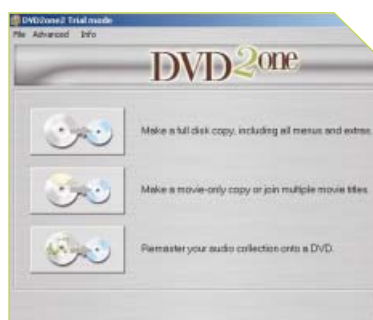 DVD2one2 Trial mode
File Advanced Info
DVD2one
Make a full disk copy, including all menus and extras.
Make a movie-only copy or join multiple movie titles.
Remaster your audio collection onto a DVD.